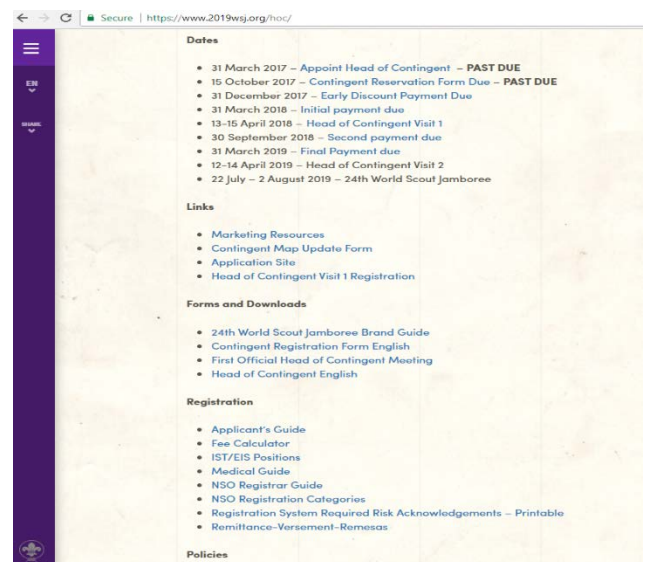 Secure | https://www.2019wsj.org/hoc/
Dates
31 March 2017 – Appoint Head of Contingent – PAST DUE
15 October 2017 – Contingent Reservation Form Due – PAST DUE
31 December 2017 – Early Discount Payment Due
31 March 2018 – Initial payment due
13-15 April 2018 – Head of Contingent Visit 1
30 September 2018 – Second payment due
31 March 2019 – Final Payment due
12-14 April 2019 – Head of Contingent Visit 2
22 July – 2 August 2019 – 24th World Scout Jamboree
EN
SHARE
Links
Marketing Resources
Contingent Map Update Form
Application Site
Head of Contingent Visit 1 Registration
Forms and Downloads
24th World Scout Jamboree Brand Guide
Contingent Registration Form English
First Official Head of Contingent Meeting
Head of Contingent English
Registration
Applicant's Guide
Fee Calculator
IST/EIS Positions
Medical Guide
NSO Registrar Guide
NSO Registration Categories
Registration System Required Risk Acknowledgements – Printable
Remittance-Versement-Remesas
Policies